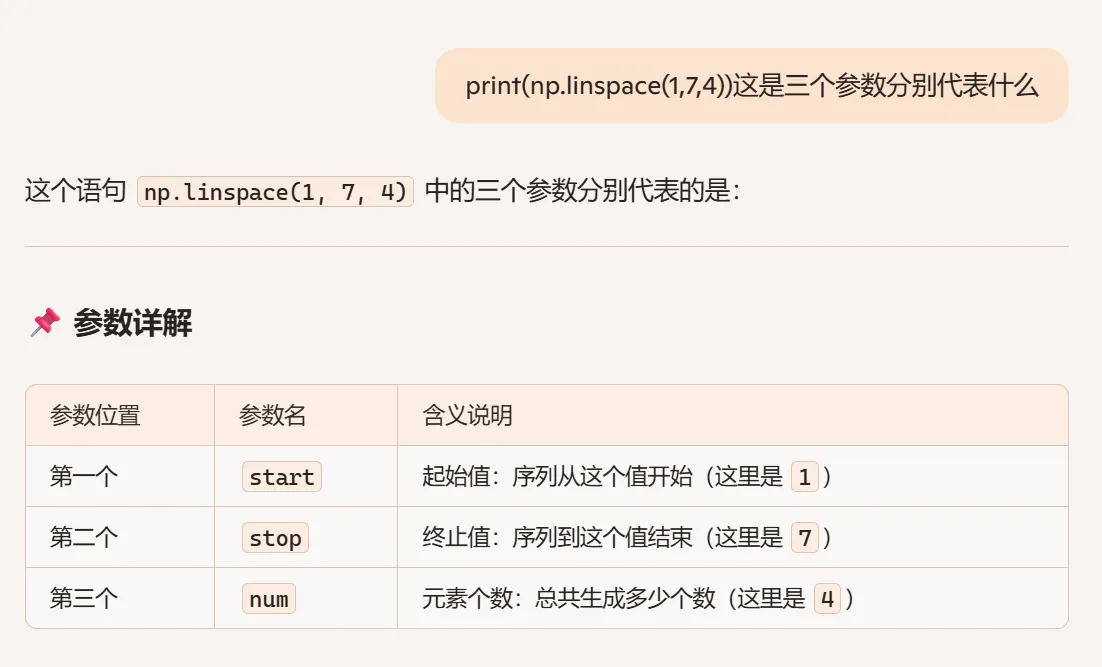 print(np.linspace(1,7,4))这是三个参数分别代表什么
这个语句 np.linspace(1, 7, 4) 中的三个参数分别代表的是：
📌 参数详解
参数位置 参数名 含义说明
第一个 start 起始值：序列从这个值开始（这里是 1 ）
第二个 stop 终止值：序列到这个值结束（这里是 7 ）
第三个 num 元素个数：总共生成多少个数（这里是 4 ）